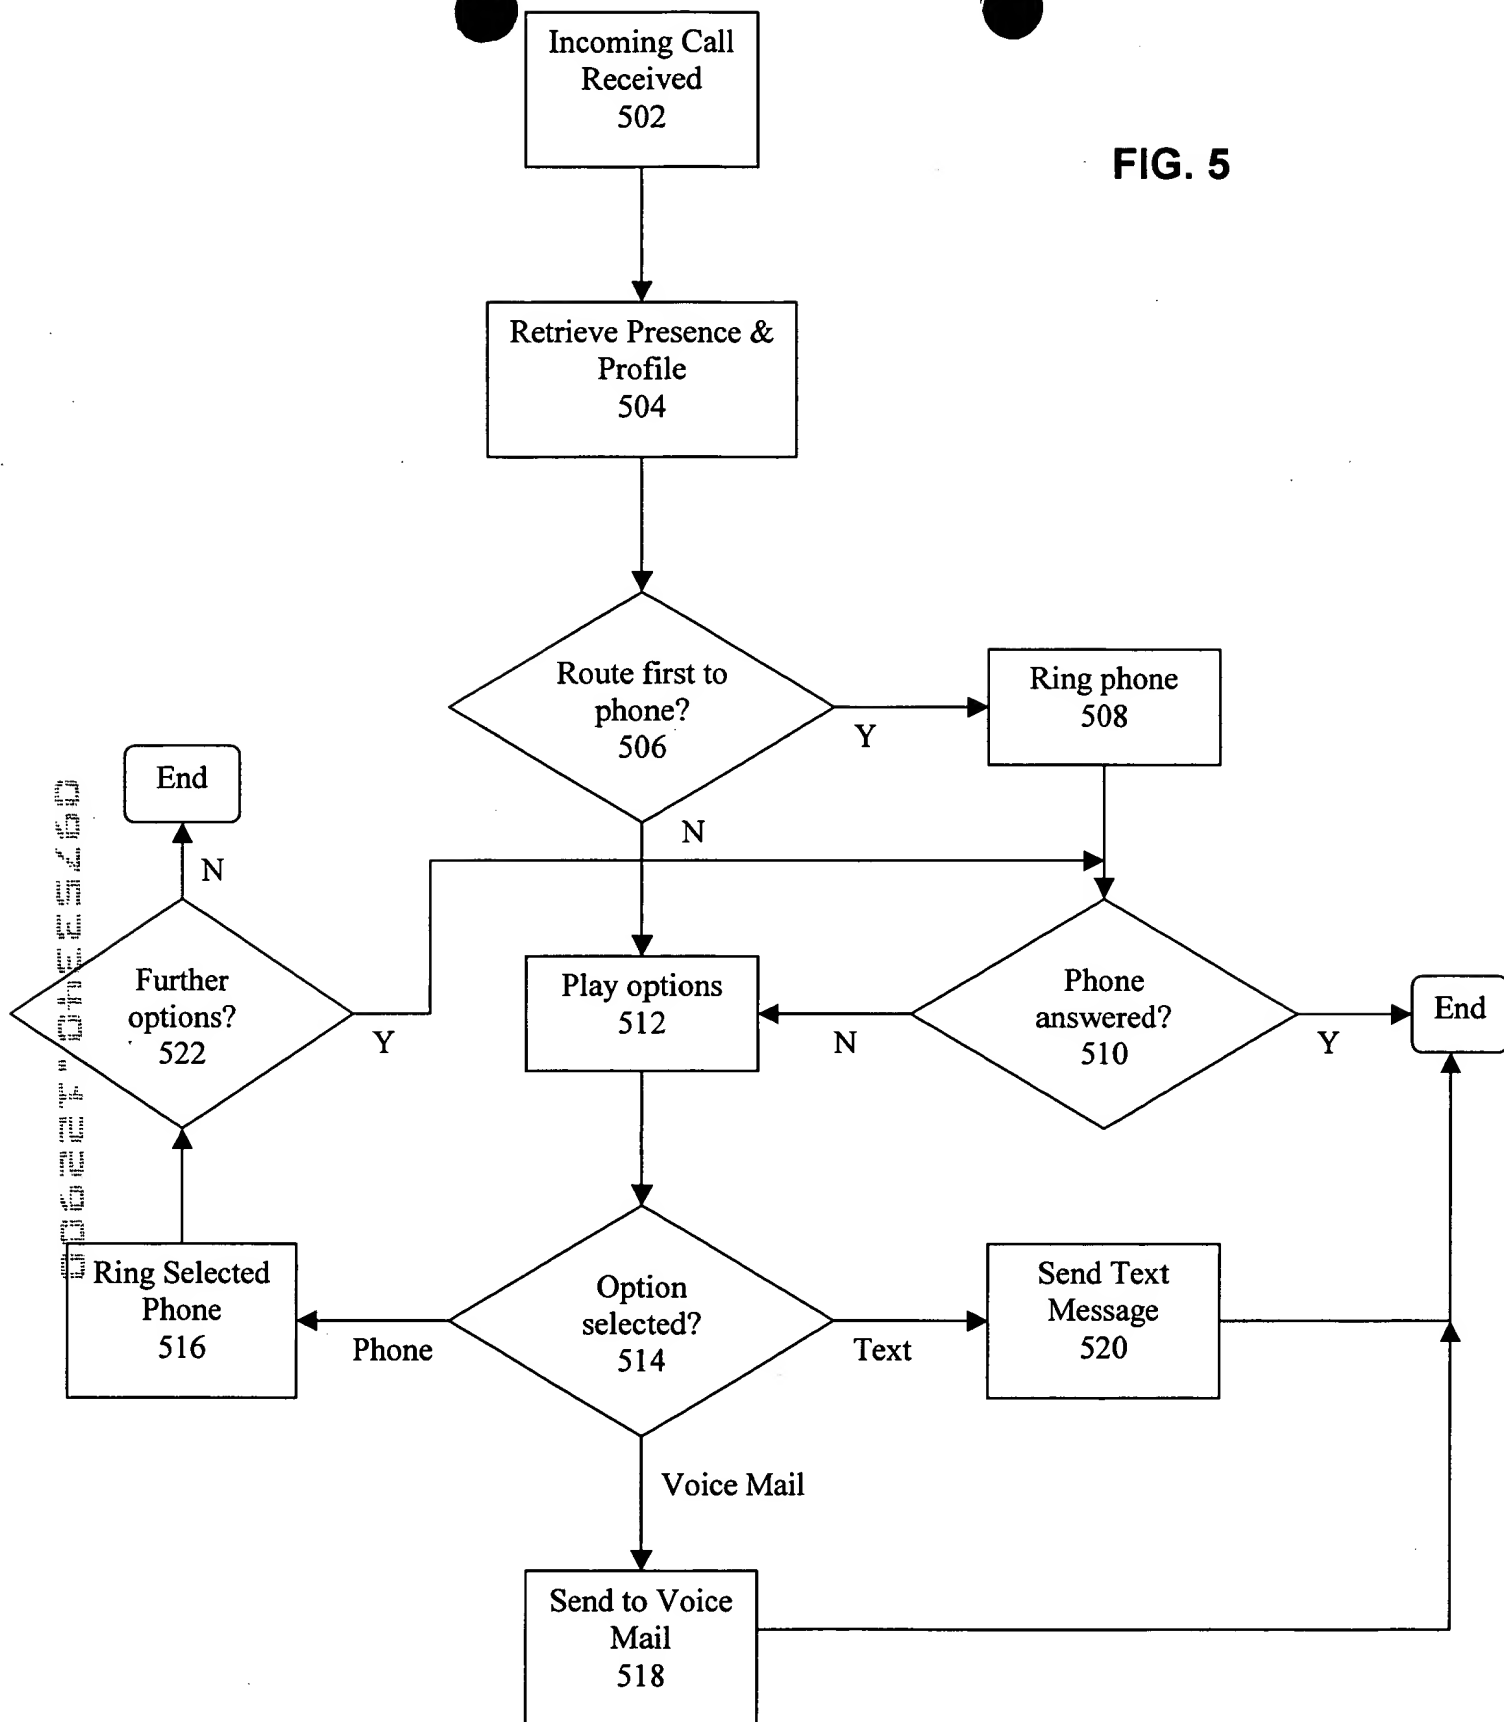 Incoming Call
Received
502
FIG. 5
Retrieve Presence &
Profile
504
Route first to
phone?
506
Y
Ring phone
508
N
End
N
Further
options?
522
Y
Play options
512
N
Phone
answered?
510
Y
End
Ring Selected
Phone
516
Phone
Option
selected?
514
Text
Send Text
Message
520
Voice Mail
Send to Voice
Mail
518